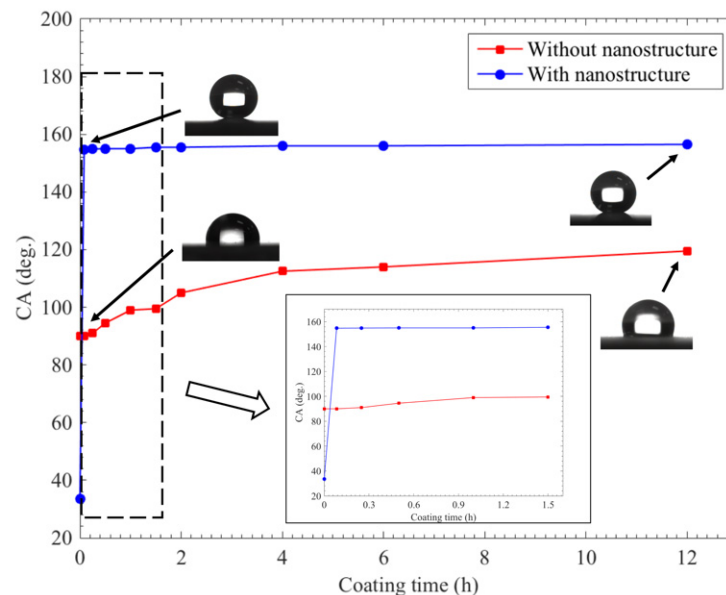 200
180
160
140
120
100
80
60
40
20
CA (deg.)
Without nanostructure
With nanostructure
160
140
120
100
80
60
40
20
CA (deg.)
0 0.3 0.6 0.9 1.2 1.5
Coating time (h)
0 2 4 6 8 10 12
Coating time (h)